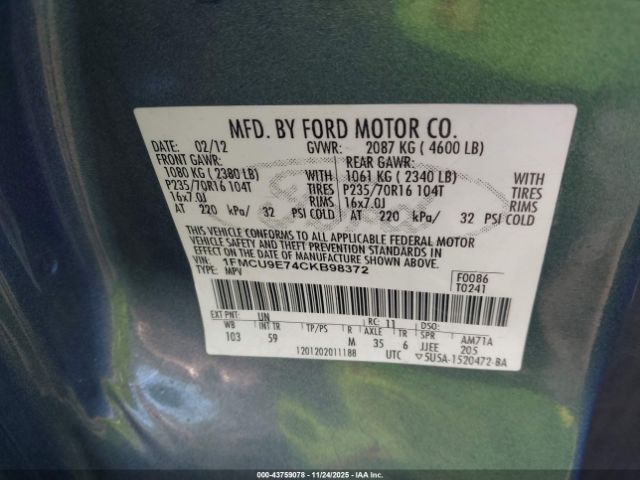 MFD. BY FORD MOTOR CO.
DATE: 02/12 GVWR: 2087 KG ( 4600 LB)
FRONT GAWR: REAR GAWR:
1080 KG ( 2380 LB) WITH 1061 KG ( 2340 LB) WITH
P235/70R16 104T TIRES P235/70R16 104T TIRES
16x7.0J RIMS 16x7.0J RIMS
AT 220 kPa/ 32 PSI COLD AT 220 kPa/ 32 PSI COLD
THIS VEHICLE CONFORMS TO ALL APPLICABLE FEDERAL MOTOR
VEHICLE SAFETY AND THEFT PREVENTION STANDARDS IN
EFFECT ON THE DATE OF MANUFACTURE SHOWN ABOVE.
VIN: 1FMCU9E74CKB98372 F0086
TYPE: MPV T0241
EXT PNT: UN RC: 11 DSO:
WB INT TR TP/PS R AXLE TR SPR AM71A
103 59 M 35 6 JJEE 205
1201202011188 UTC ▽5USA-1520472-BA
Ford
000-43759078 - 11/24/2025 - IAA Inc.